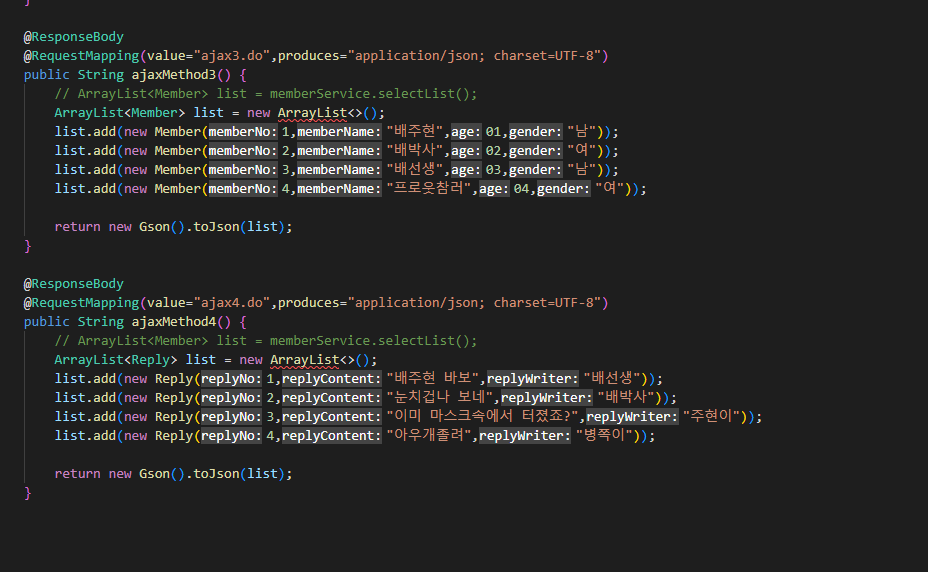 }
@ResponseBody
@RequestMapping(value="ajax3.do",produces="application/json; charset=UTF-8")
public String ajaxMethod3() {
// ArrayList<Member> list = memberService.selectList();
ArrayList<Member> list = new ArrayList<>();
list.add(new Member(memberNo: 1,memberName: "배주현",age: 01,gender: "남"));
list.add(new Member(memberNo: 2,memberName: "배박사",age: 02,gender: "여"));
list.add(new Member(memberNo: 3,memberName: "배선생",age: 03,gender: "남"));
list.add(new Member(memberNo: 4,memberName: "프로웃참러",age: 04,gender: "여"));
return new Gson().toJson(list);
}
@ResponseBody
@RequestMapping(value="ajax4.do",produces="application/json; charset=UTF-8")
public String ajaxMethod4() {
// ArrayList<Member> list = memberService.selectList();
ArrayList<Reply> list = new ArrayList<>();
list.add(new Reply(replyNo: 1,replyContent: "배주현 바보",replyWriter: "배선생"));
list.add(new Reply(replyNo: 2,replyContent: "눈치겁나 보네",replyWriter: "배박사"));
list.add(new Reply(replyNo: 3,replyContent: "이미 마스크속에서 터졌죠?",replyWriter: "주현이"));
list.add(new Reply(replyNo: 4,replyContent: "아우개졸려",replyWriter: "병쪽이"));
return new Gson().toJson(list);
}